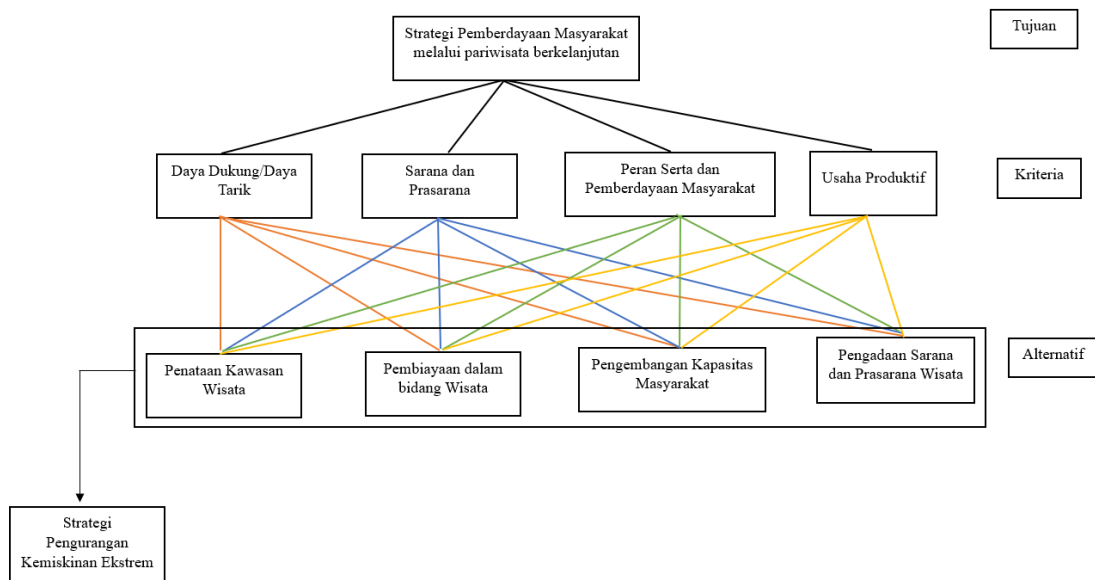 Strategi Pemberdayaan Masyarakat
melalui pariwisata berkelanjutan
Tujuan
Daya Dukung/Daya
Tarik
Sarana dan
Prasarana
Peran Serta dan
Pemberdayaan Masyarakat
Usaha Produktif
Kriteria
Penataan Kawasan
Wisata
Pembiayaan dalam
bidang Wisata
Pengembangan Kapasitas
Masyarakat
Pengadaan Sarana
dan Prasarana Wisata
Alternatif
Strategi
Pengurangan
Kemiskinan Ekstrem